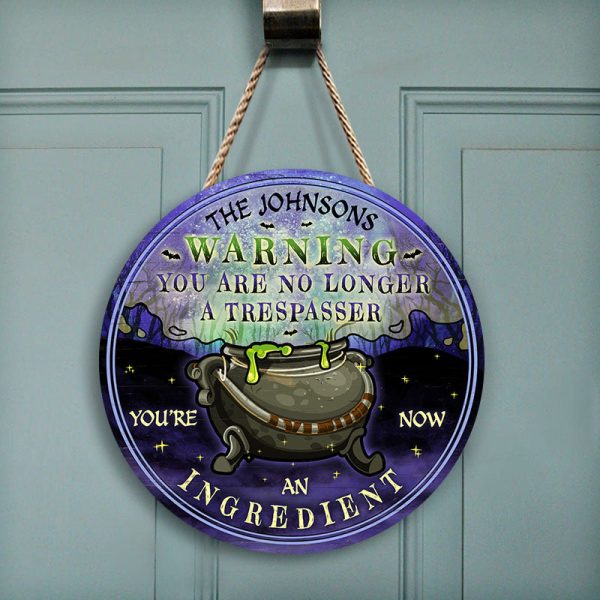 THE JOHNSONS
WARNING
YOU ARE NO LONGER
A TRESPASSER
YOU'RE NOW
AN
INGREDIENT